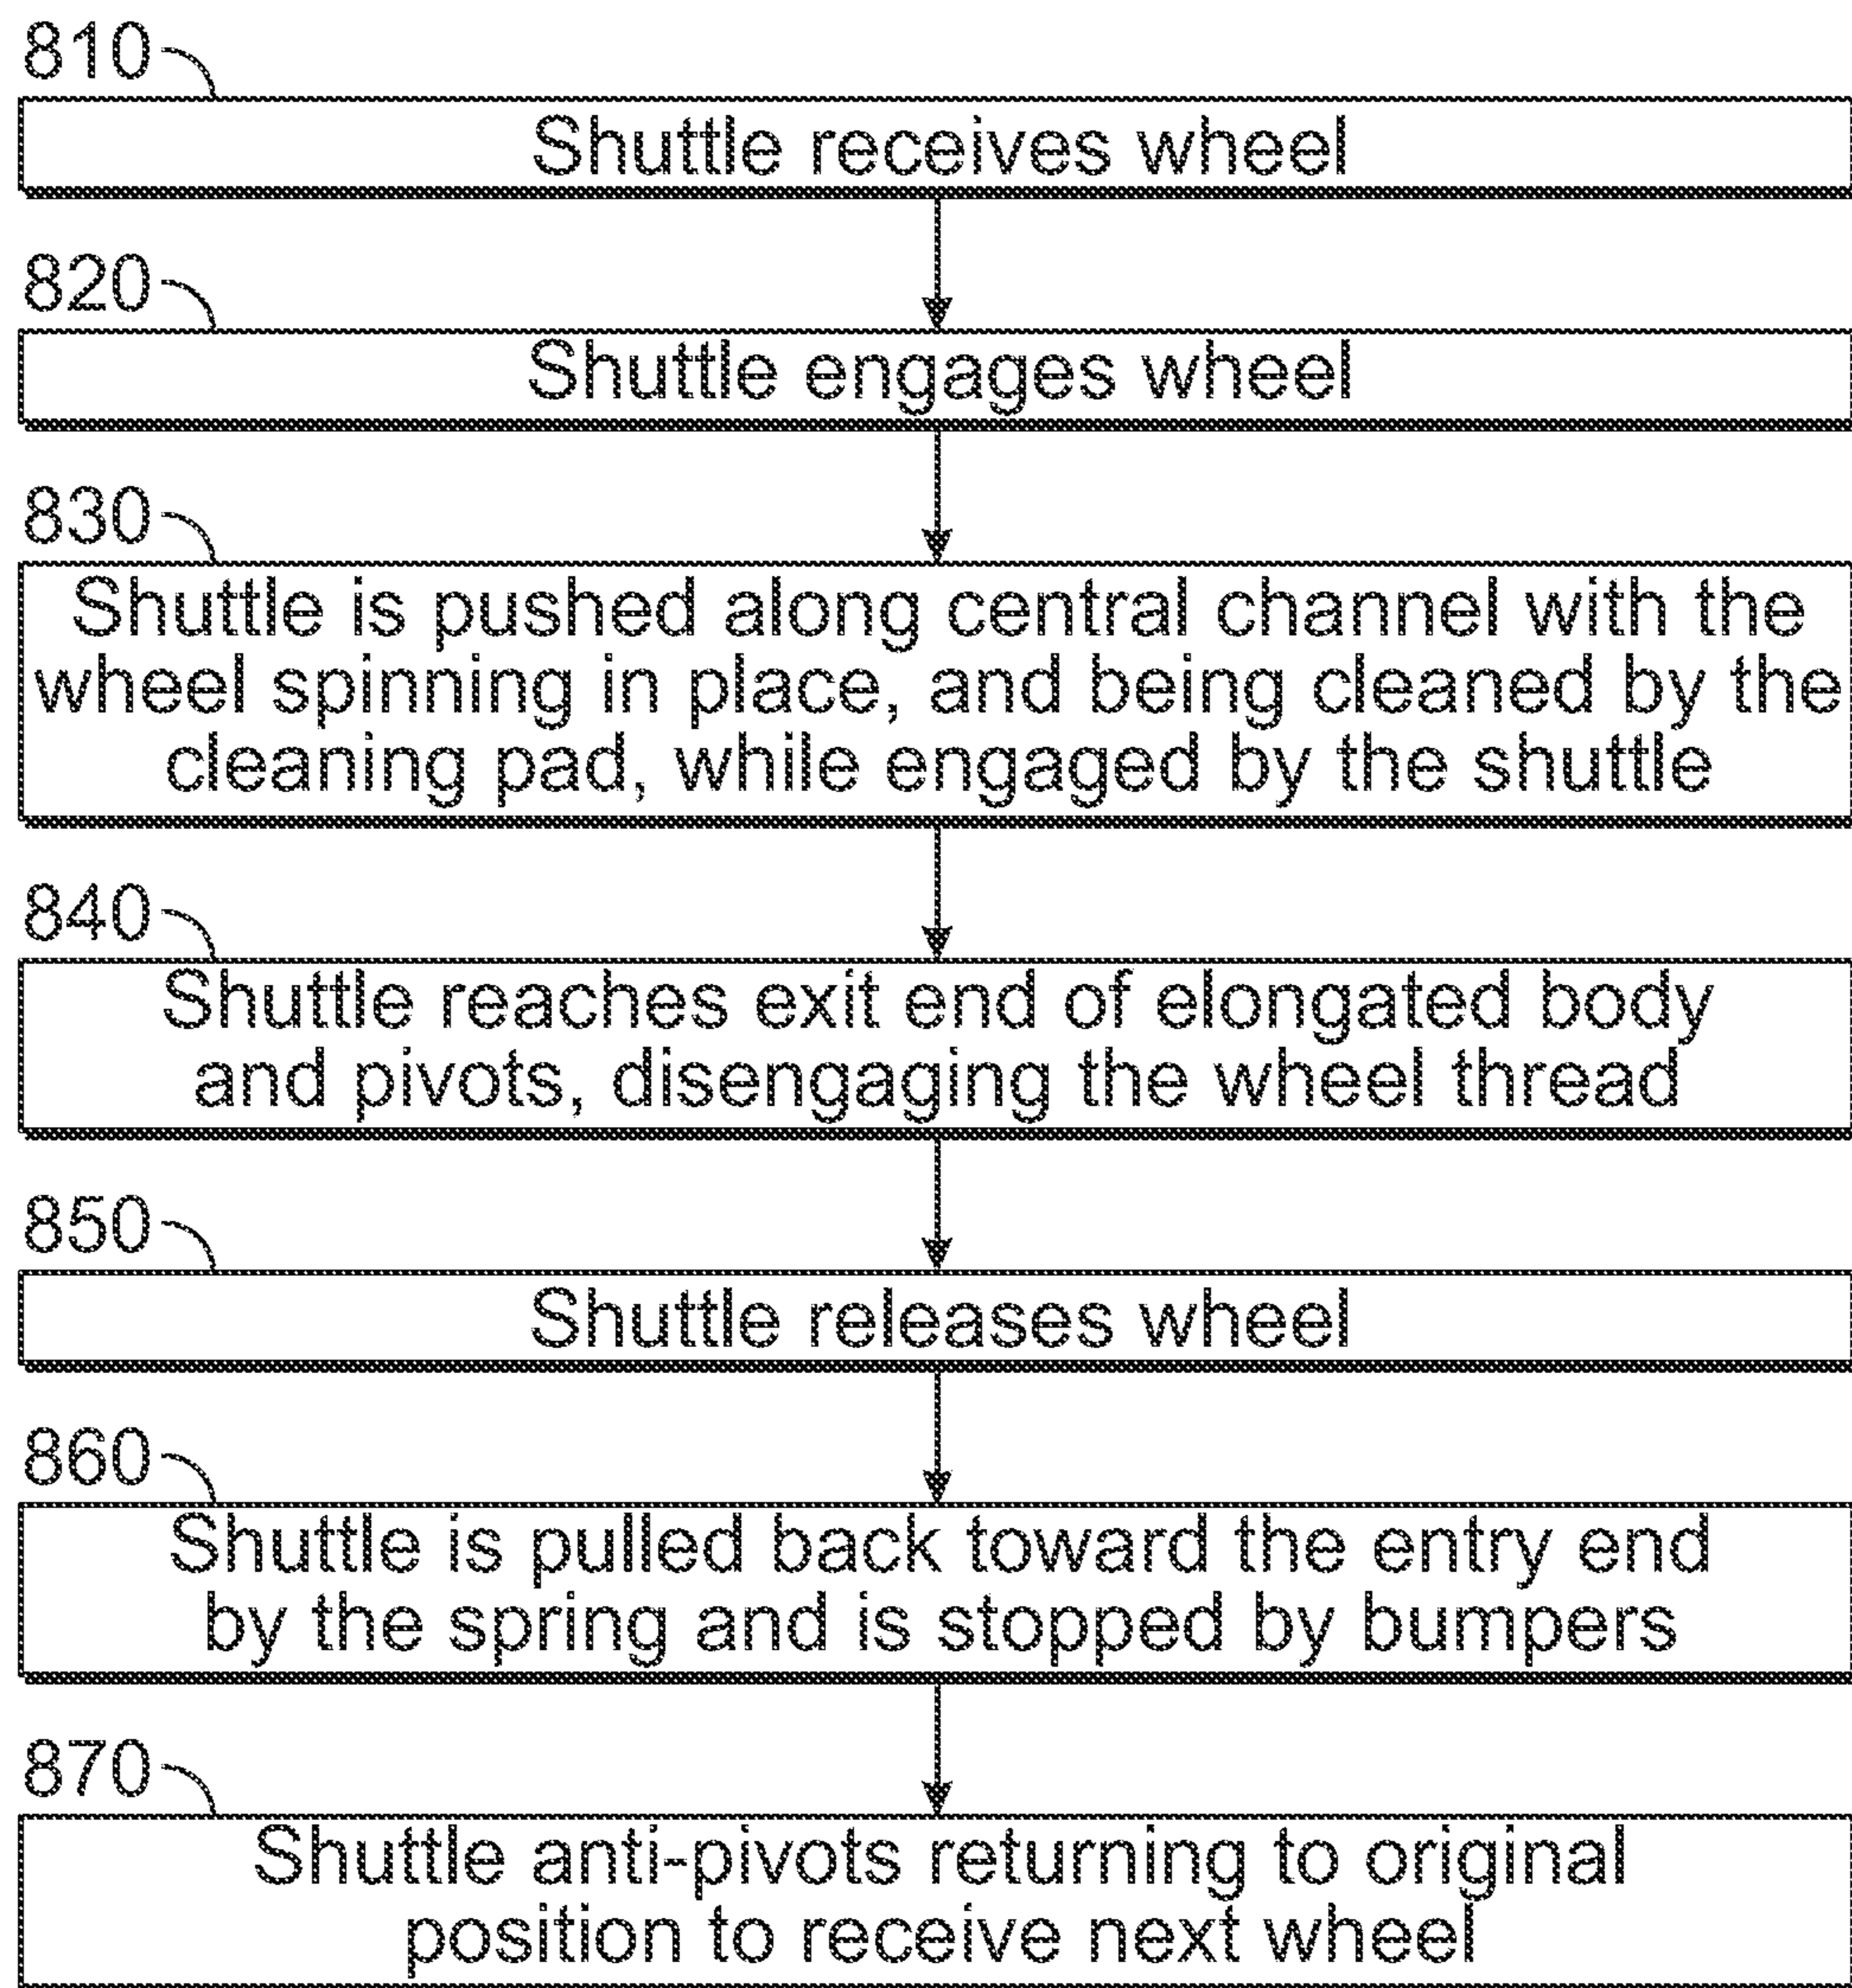 810
Shuttle receives wheel
820
Shuttle engages wheel
830
Shuttle is pushed along central channel with the
wheel spinning in place, and being cleaned by the
cleaning pad, while engaged by the shuttle
840
Shuttle reaches exit end of elongated body
and pivots, disengaging the wheel thread
850
Shuttle releases wheel
860
Shuttle is pulled back toward the entry end
by the spring and is stopped by bumpers
870
Shuttle anti-pivots returning to original
position to receive next wheel